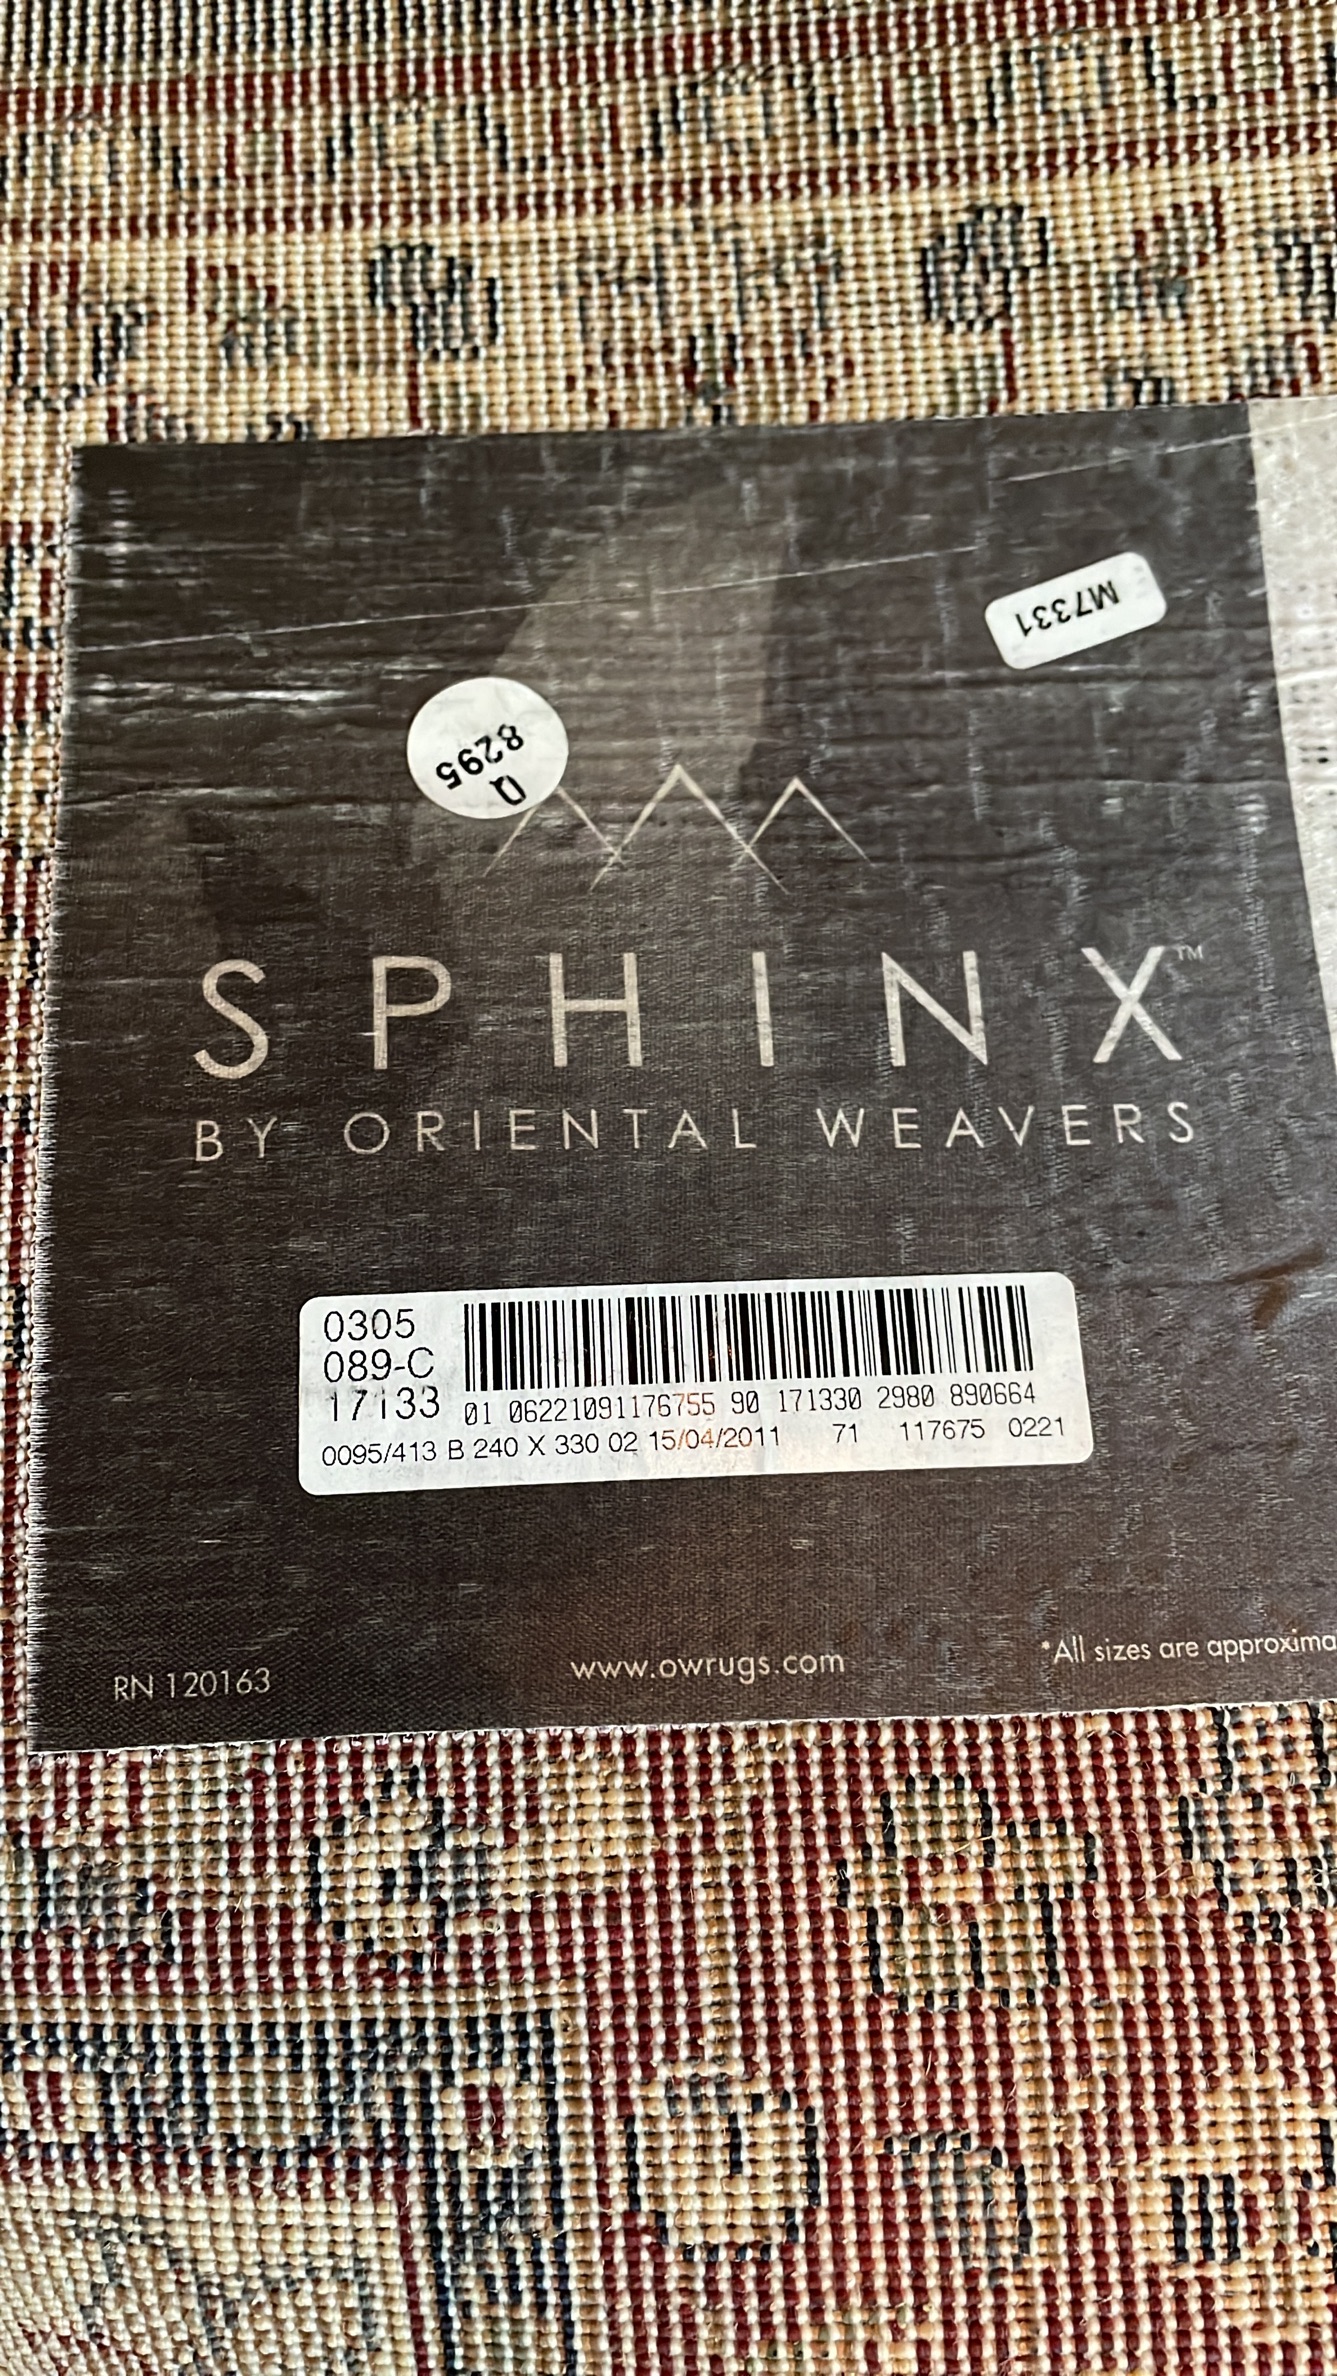 M7331
Q
8295
SPHINX™
BY ORIENTAL WEAVERS
0305
089-C
17133
01 06221091176755 90 171330 2980 890664
0095/413 B 240 X 330 02 15/04/2011 71 117675 0221
RN 120163
www.owrugs.com
*All sizes are approxima